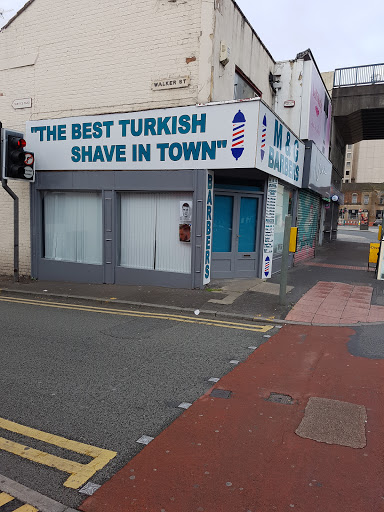 WALKER ST
"THE BEST TURKISH
SHAVE IN TOWN"
M & G
BARBERS
BARBERS